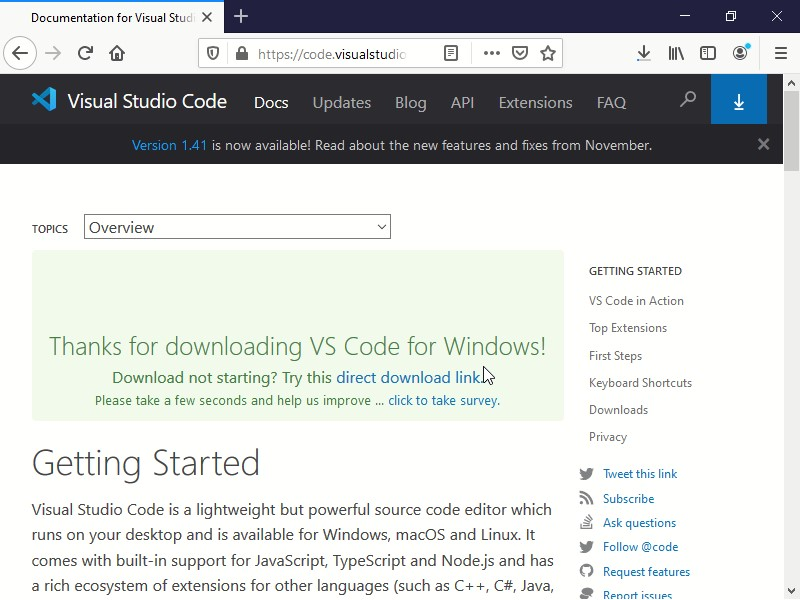 Documentation for Visual Studi
https://code.visualstudio
Visual Studio Code Docs Updates Blog API Extensions FAQ
Version 1.41 is now available! Read about the new features and fixes from November.
TOPICS Overview
Thanks for downloading VS Code for Windows!
Download not starting? Try this direct download link.
Please take a few seconds and help us improve ... click to take survey.
Getting Started
Visual Studio Code is a lightweight but powerful source code editor which
runs on your desktop and is available for Windows, macOS and Linux. It
comes with built-in support for JavaScript, TypeScript and Node.js and has
a rich ecosystem of extensions for other languages (such as C++, C#, Java,
GETTING STARTED
VS Code in Action
Top Extensions
First Steps
Keyboard Shortcuts
Downloads
Privacy
Tweet this link
Subscribe
Ask questions
Follow @code
Request features
Report issues